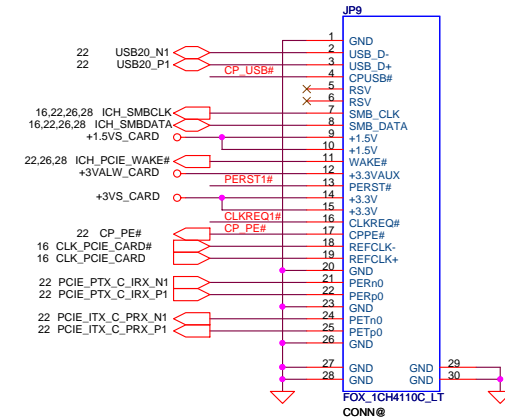 JP9
1 GND
22 USB20_N1 2 USB_D-
22 USB20_P1 3 USB_D+
CP_USB# 4 CPUSB#
5 RSV
6 RSV
16,22,26,28 ICH_SMBCLK 7 SMB_CLK
16,22,26,28 ICH_SMBDATA 8 SMB_DATA
+1.5VS_CARD 9 +1.5V
10 +1.5V
22,26,28 ICH_PCIE_WAKE# 11 WAKE#
+3VALW_CARD 12 +3.3VAUX
PERST1# 13 PERST#
+3VS_CARD 14 +3.3V
15 +3.3V
CLKREQ1# 16 CLKREQ#
22 CP_PE# CP_PE# 17 CPPE#
16 CLK_PCIE_CARD# 18 REFCLK-
16 CLK_PCIE_CARD 19 REFCLK+
20 GND
22 PCIE_PTX_C_IRX_N1 21 PERn0
22 PCIE_PTX_C_IRX_P1 22 PERp0
23 GND
22 PCIE_ITX_C_PRX_N1 24 PETn0
22 PCIE_ITX_C_PRX_P1 25 PETp0
26 GND
27 GND GND 29
28 GND GND 30
FOX_1CH4110C_LT
CONN@